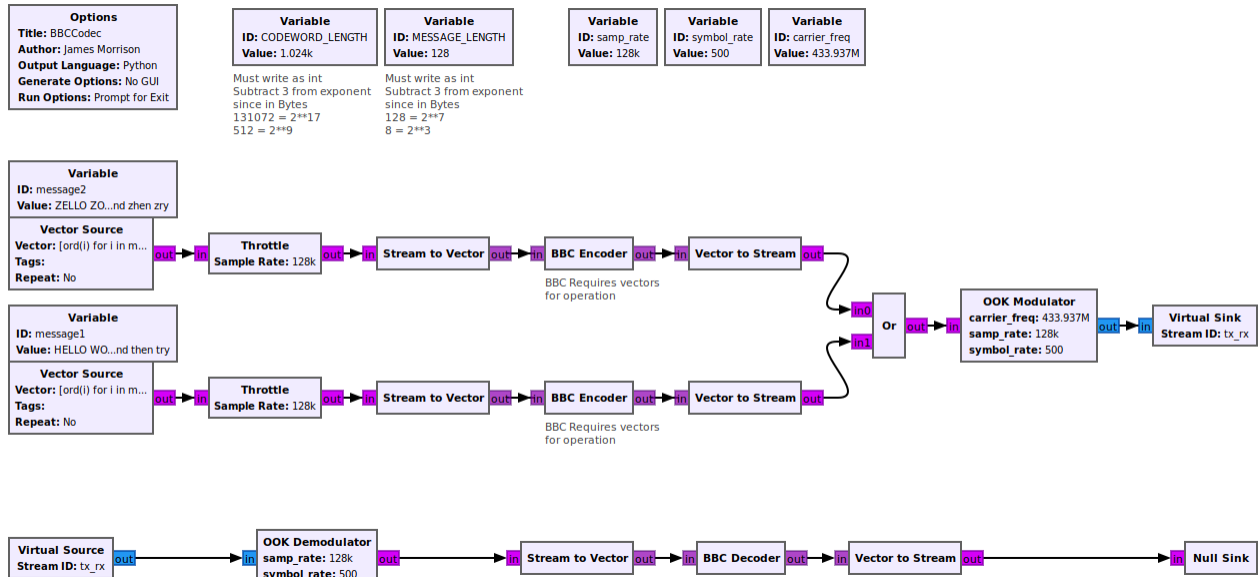 Options
Title: BBCCodec
Author: James Morrison
Output Language: Python
Generate Options: No GUI
Run Options: Prompt for Exit
Variable
ID: CODEWORD_LENGTH
Value: 1.024k
Must write as int
Subtract 3 from exponent
since in Bytes
131072 = 2**17
512 = 2**9
Variable
ID: MESSAGE_LENGTH
Value: 128
Must write as int
Subtract 3 from exponent
since in Bytes
128 = 2**7
8 = 2**3
Variable
ID: samp_rate
Value: 128k
Variable
ID: symbol_rate
Value: 500
Variable
ID: carrier_freq
Value: 433.937M
Variable
ID: message2
Value: ZELLO ZO...nd zhen zry
Vector Source
Vector: [ord(i) for i in m...
Tags:
Repeat: No
out
in
Throttle
Sample Rate: 128k
out
in
Stream to Vector
out
in
BBC Encoder
out
BBC Requires vectors
for operation
in
Vector to Stream
out
Variable
ID: message1
Value: HELLO WO...nd then try
Vector Source
Vector: [ord(i) for i in m...
Tags:
Repeat: No
out
in
Throttle
Sample Rate: 128k
out
in
Stream to Vector
out
in
BBC Encoder
out
BBC Requires vectors
for operation
in
Vector to Stream
out
in0
in1
Or
out
in
OOK Modulator
carrier_freq: 433.937M
samp_rate: 128k
symbol_rate: 500
out
in
Virtual Sink
Stream ID: tx_rx
Virtual Source
Stream ID: tx_rx
out
in
OOK Demodulator
samp_rate: 128k
symbol_rate: 500
out
in
Stream to Vector
out
in
BBC Decoder
out
in
Vector to Stream
out
in
Null Sink